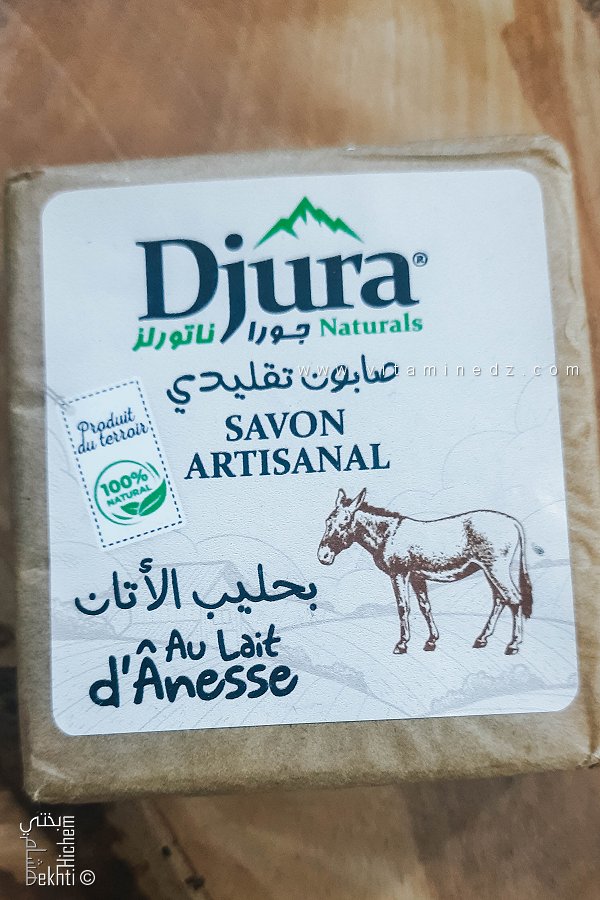 Djura®
جورا ناتورلز Naturals
صابون تقليدي
www.vitaminedz.com
SAVON
ARTISANAL
Produit
du terroir
100%
NATURAL
بحليب الأتان
Au Lait
d'Ânesse
بختي
Hichem
Bekhti ©